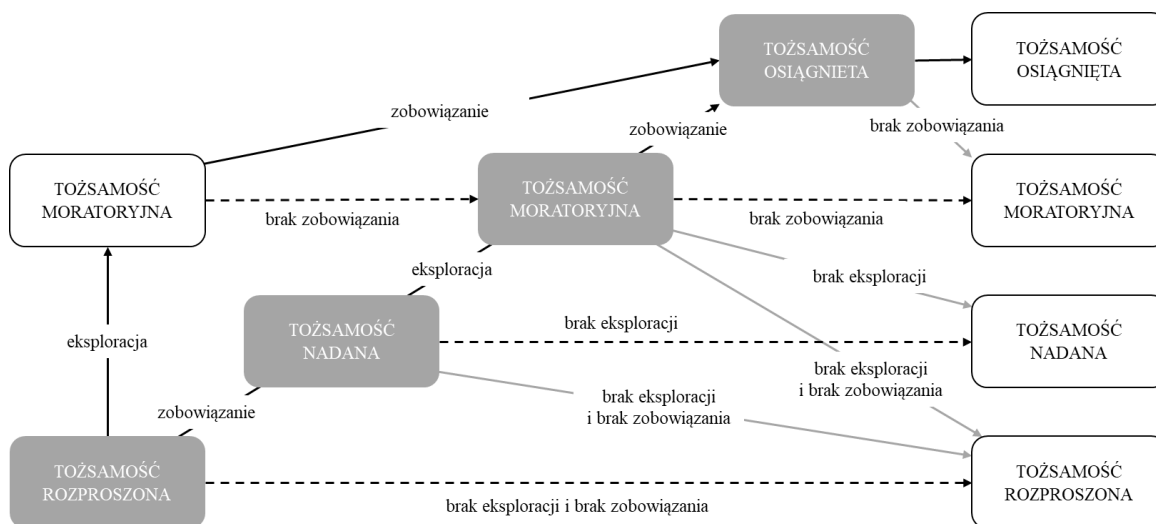 TOŻSAMOŚĆ
OSIĄGNIETA
TOŻSAMOŚĆ
OSIĄGNIĘTA
zobowiązanie
zobowiązanie
brak zobowiązania
TOŻSAMOŚĆ
MORATORYJNA
brak zobowiązania
TOŻSAMOŚĆ
MORATORYJNA
brak zobowiązania
TOŻSAMOŚĆ
MORATORYJNA
eksploracja
brak eksploracji
eksploracja
TOŻSAMOŚĆ
NADANA
brak eksploracji
TOŻSAMOŚĆ
NADANA
brak eksploracji
i brak zobowiązania
brak eksploracji
i brak zobowiązania
zobowiązanie
TOŻSAMOŚĆ
ROZPROSZONA
brak eksploracji i brak zobowiązania
TOŻSAMOŚĆ
ROZPROSZONA